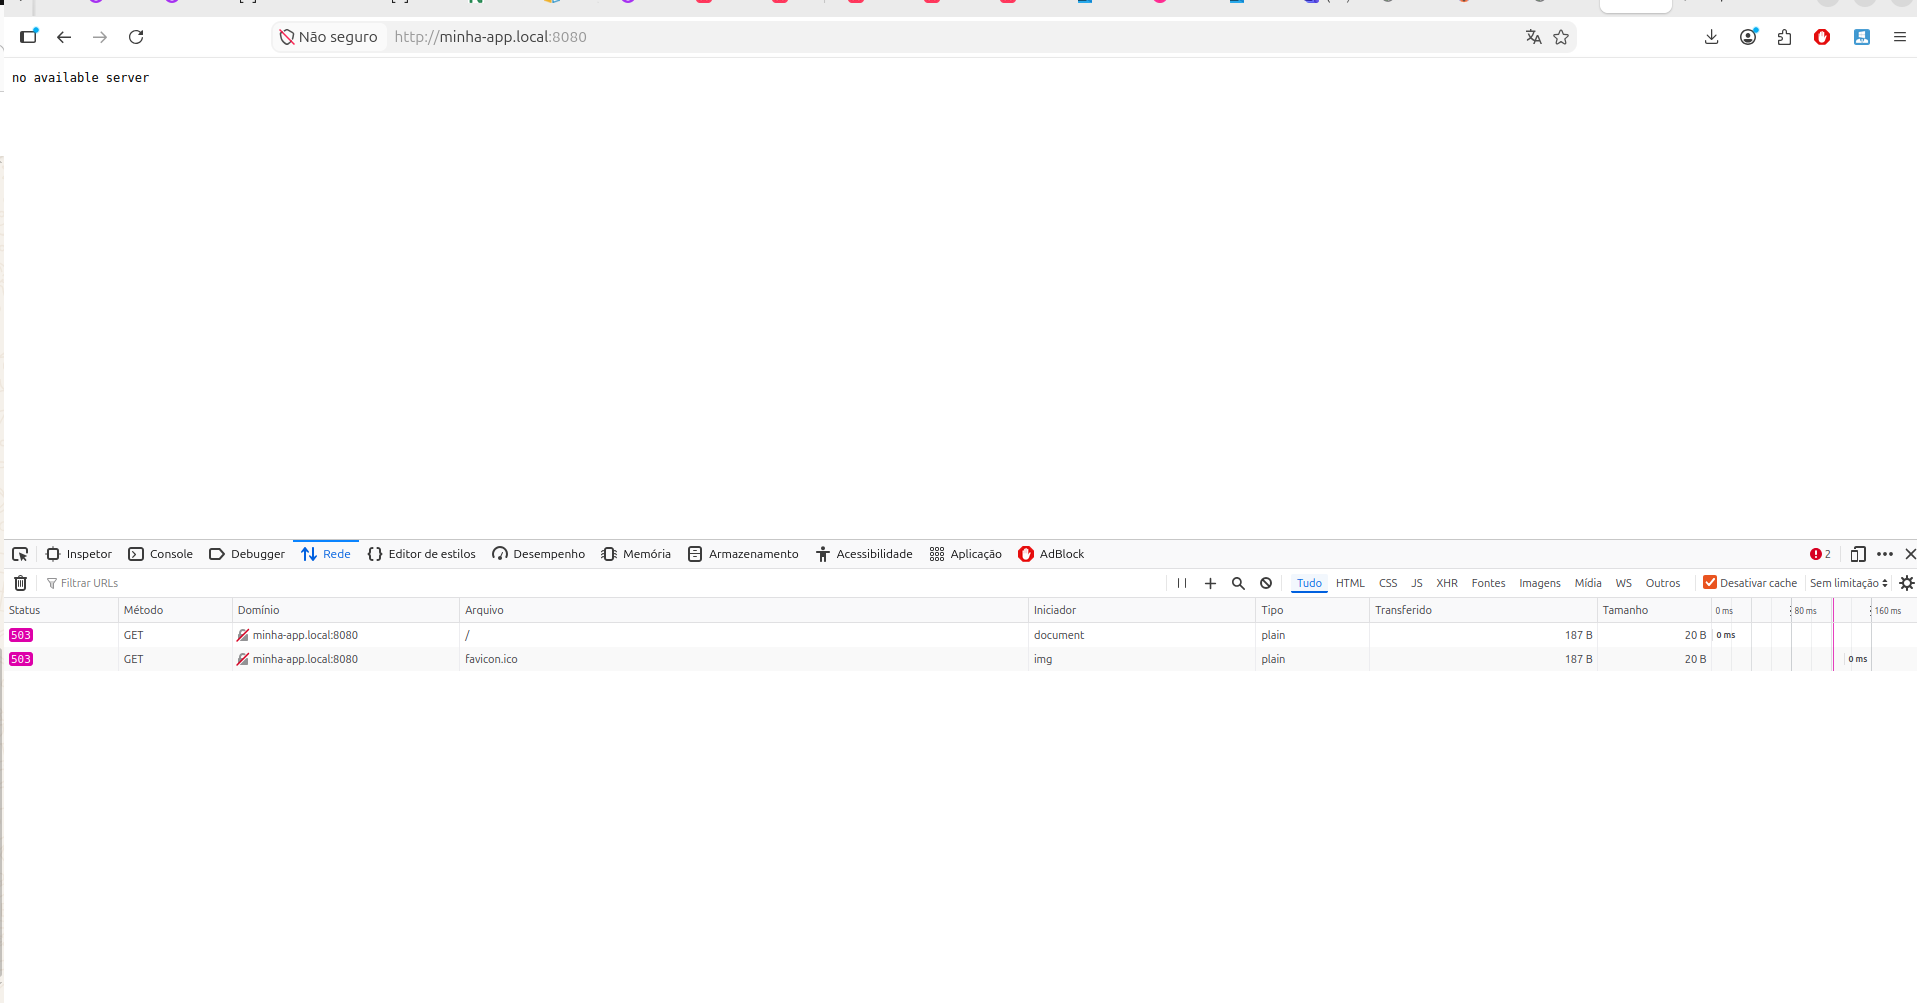 Não seguro http://minha-app.local:8080
no available server
Inspetor Console Debugger Rede Editor de estilos Desempenho Memória Armazenamento Acessibilidade Aplicação AdBlock 2
Filtrar URLs Tudo HTML CSS JS XHR Fontes Imagens Mídia WS Outros Desativar cache Sem limitação
Status Método Domínio Arquivo Iniciador Tipo Transferido Tamanho 0 ms 80 ms 160 ms
503 GET minha-app.local:8080 / document plain 187 B 20 B 0 ms
503 GET minha-app.local:8080 favicon.ico img plain 187 B 20 B 0 ms